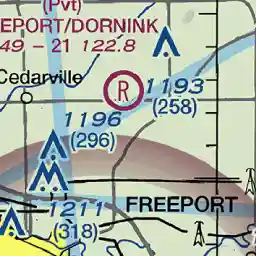 (Pvt)
EPORT/DORNINK
49 - 21 122.8
Cedarville
R
1193
(258)
1196
(296)
1211
(318)
FREEPORT